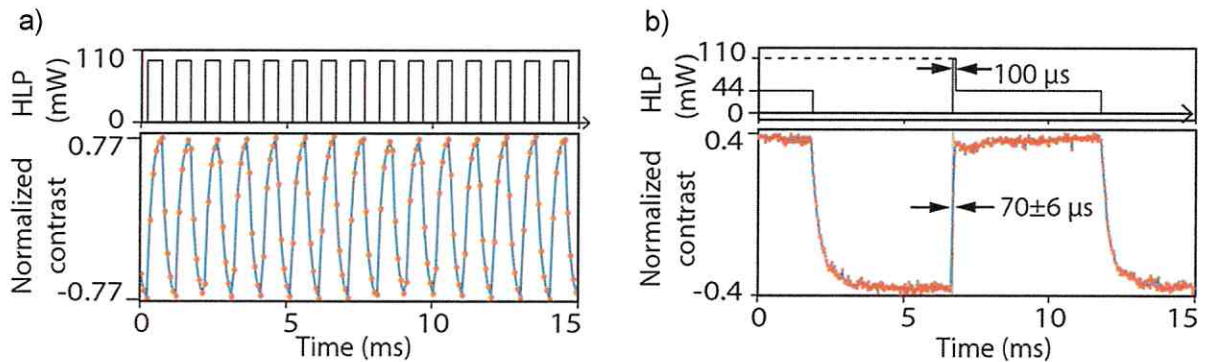 a)
110
0
HLP
(mW)
0.77
-0.77
Normalized
contrast
0 5 10 15
Time (ms)
b)
110
44
0
HLP
(mW)
100 µs
0.4
-0.4
Normalized
contrast
70±6 µs
0 5 10 15
Time (ms)